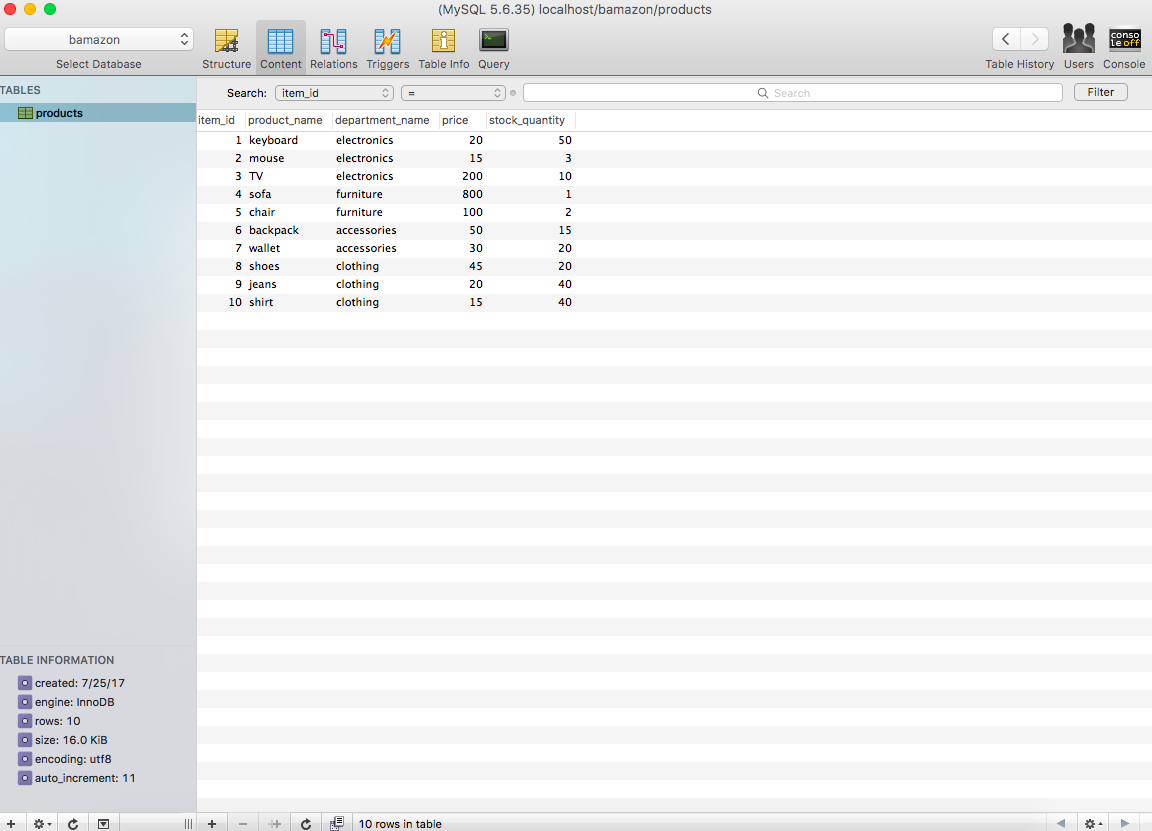 (MySQL 5.6.35) localhost/bamazon/products
bamazon
Select Database
Structure Content Relations Triggers Table Info Query
Table History Users Console
conso
le off
TABLES
products
Search: item_id = Search Filter
item_id product_name department_name price stock_quantity
1 keyboard electronics 20 50
2 mouse electronics 15 3
3 TV electronics 200 10
4 sofa furniture 800 1
5 chair furniture 100 2
6 backpack accessories 50 15
7 wallet accessories 30 20
8 shoes clothing 45 20
9 jeans clothing 20 40
10 shirt clothing 15 40
TABLE INFORMATION
created: 7/25/17
engine: InnoDB
rows: 10
size: 16.0 KiB
encoding: utf8
auto_increment: 11
10 rows in table